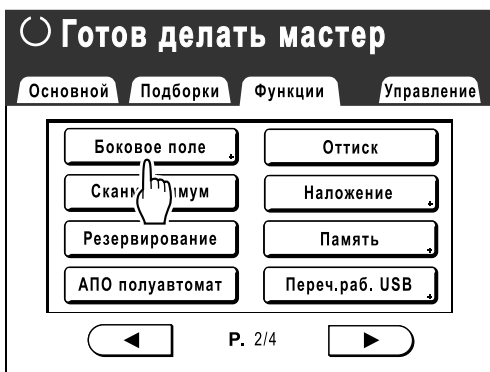 Готов делать мастер
Основной Подборки Функции Управление
Боковое поле Оттиск
Наложение
Резервирование Память
АПО полуавтомат Переч.раб. USB
P. 2/4